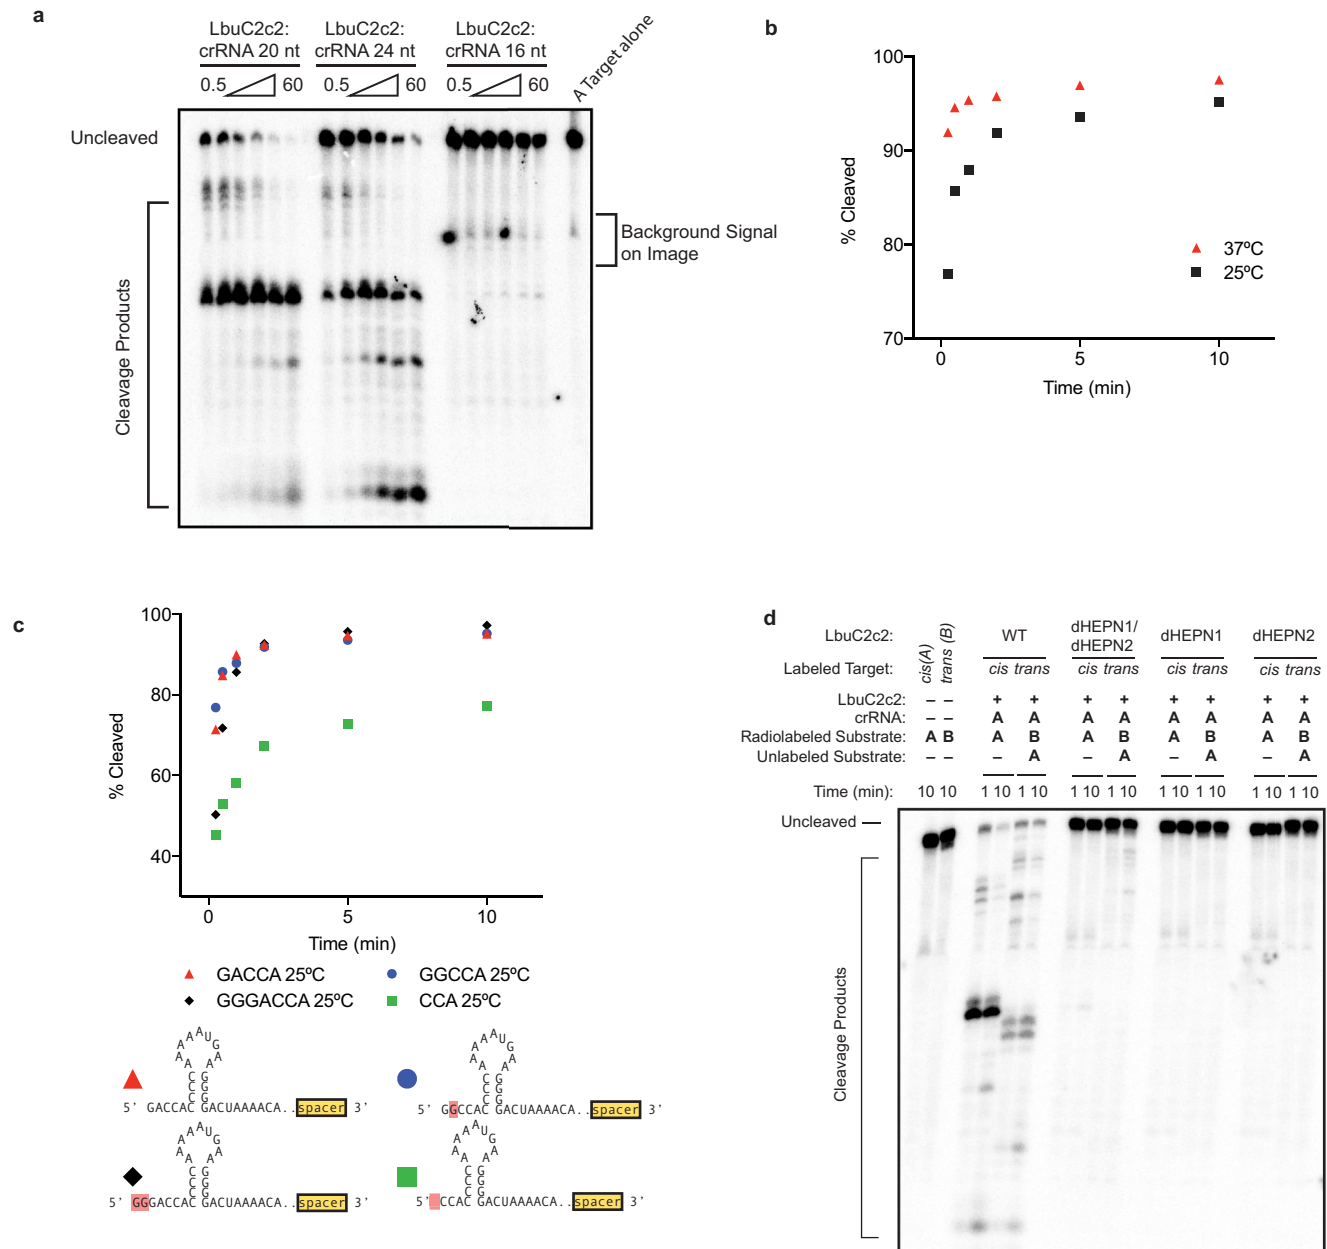 a
LbuC2c2:
crRNA 20 nt
LbuC2c2:
crRNA 24 nt
LbuC2c2:
crRNA 16 nt
A Target alone
0.5 60
0.5 60
0.5 60
Uncleaved
Cleavage Products
Background Signal
on Image
b
100
90
80
70
% Cleaved
37ºC
25ºC
0 5 10
Time (min)
c
100
80
60
40
% Cleaved
0 5 10
Time (min)
GACCA 25ºC
GGCCA 25ºC
GGGACCA 25ºC
CCA 25ºC
A A A A U G A A
C G
C G
C G
5' GACCAC GACUAAAACA..spacer 3'
A A A A U G A A
C G
C G
C G
5' GGCCAC GACUAAAACA..spacer 3'
A A A A U G A A
C G
C G
C G
5' GGGACCAC GACUAAAACA..spacer 3'
A A A A U G A A
C G
C G
C G
5' CCAC GACUAAAACA..spacer 3'
d
LbuC2c2: cis(A) trans (B) WT dHEPN1/ dHEPN2 dHEPN1 dHEPN2
Labeled Target: cis trans cis trans cis trans cis trans
LbuC2c2: – – + + + + + + + +
crRNA: – – A A A A A A A A
Radiolabeled Substrate: A B A B A B A B A B
Unlabeled Substrate: – A – A – A – A
Time (min): 10 10 1 10 1 10 1 10 1 10 1 10 1 10 1 10 1 10
Uncleaved
Cleavage Products